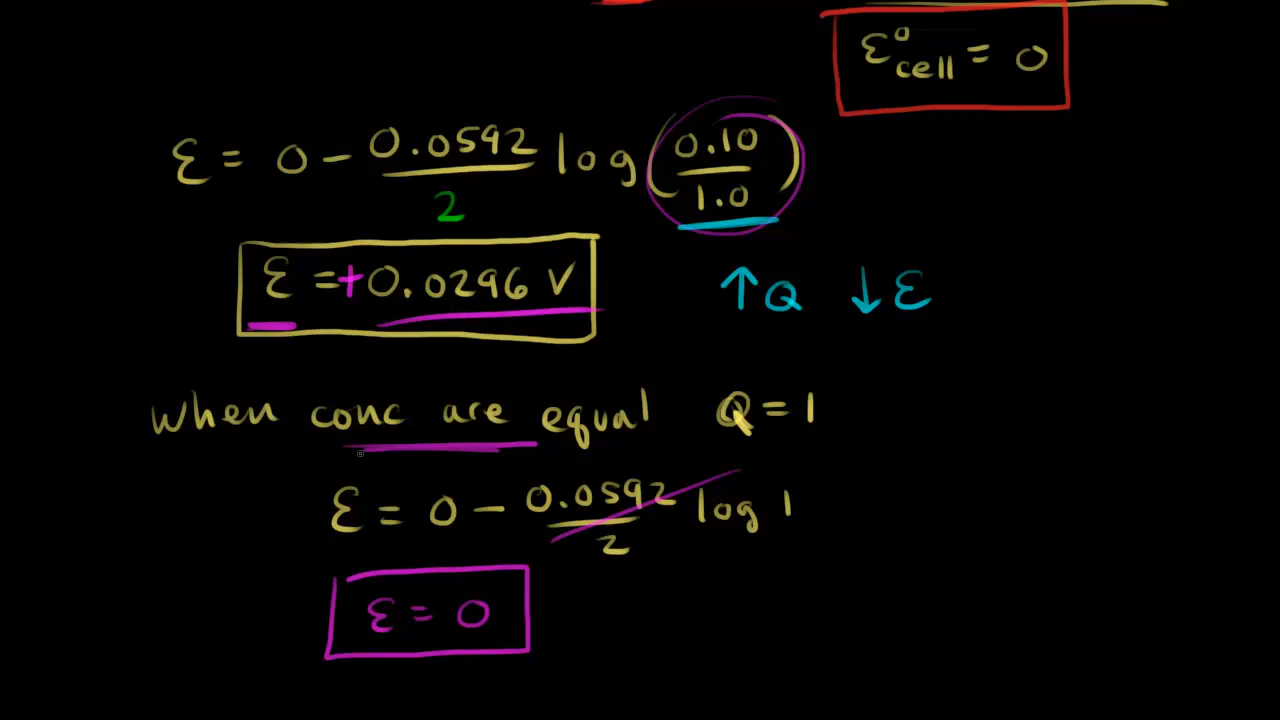 ε°cell = 0
ε = 0 - 0.0592/2 log (0.10/1.0)
ε = +0.0296 V
↑Q ↓ε
When conc are equal Q = 1
ε = 0 - 0.0592/2 log 1
ε = 0